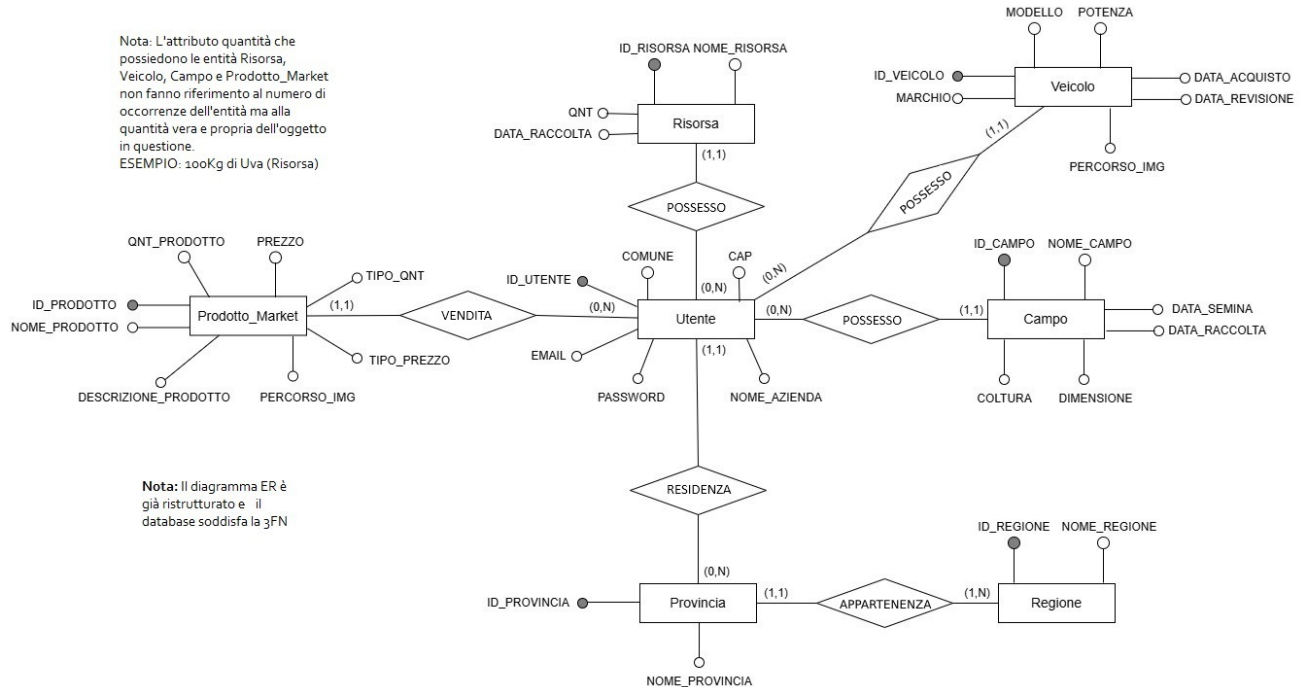 Nota: L'attributo quantità che
possiedono le entità Risorsa,
Veicolo, Campo e Prodotto_Market
non fanno riferimento al numero di
occorrenze dell'entità ma alla
quantità vera e propria dell'oggetto
in questione.
ESEMPIO: 100Kg di Uva (Risorsa)
ID_RISORSA NOME_RISORSA
QNT
DATA_RACCOLTA
Risorsa
(1,1)
POSSESSO
(0,N)
MODELLO POTENZA
ID_VEICOLO
MARCHIO
Veicolo
DATA_ACQUISTO
DATA_REVISIONE
PERCORSO_IMG
(1,1)
POSSESSO
(0,N)
QNT_PRODOTTO PREZZO
TIPO_QNT
ID_PRODOTTO
NOME_PRODOTTO
Prodotto_Market
TIPO_PREZZO
DESCRIZIONE_PRODOTTO PERCORSO_IMG
(1,1)
VENDITA
(0,N)
COMUNE CAP
ID_UTENTE
Utente
EMAIL
PASSWORD NOME_AZIENDA
(0,N)
POSSESSO
(1,1)
ID_CAMPO NOME_CAMPO
Campo
DATA_SEMINA
DATA_RACCOLTA
COLTURA DIMENSIONE
(1,1)
RESIDENZA
(0,N)
Nota: Il diagramma ER è
già ristrutturato e il
database soddisfa la 3FN
ID_PROVINCIA
Provincia
NOME_PROVINCIA
(1,1)
APPARTENENZA
(1,N)
ID_REGIONE NOME_REGIONE
Regione